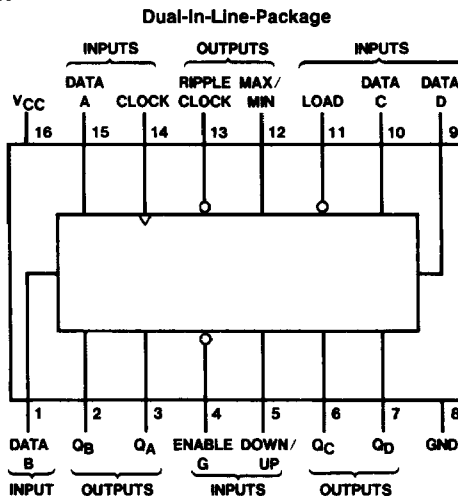 Dual-In-Line-Package
INPUTS OUTPUTS INPUTS
DATA RIPPLE MAX/ DATA DATA
VCC A CLOCK CLOCK MIN LOAD C D
16 15 14 13 12 11 10 9
1 2 3 4 5 6 7 8
DATA QB QA ENABLE DOWN/ QC QD GND
B G UP
INPUT OUTPUTS INPUTS OUTPUTS